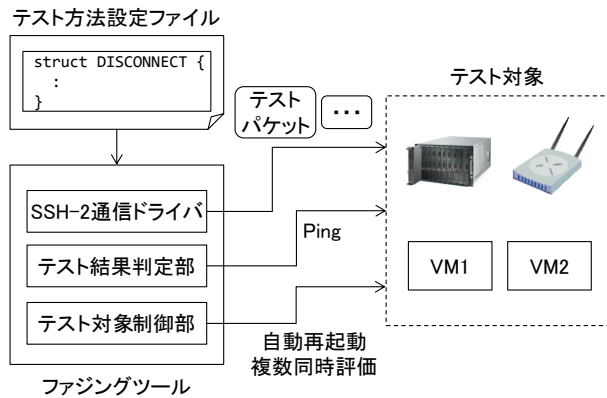 テスト方法設定ファイル
struct DISCONNECT {
:
}
テスト
パケット
・・・
テスト対象
SSH-2通信ドライバ
テスト結果判定部
テスト対象制御部
Ping
VM1
VM2
自動再起動
複数同時評価
ファジングツール